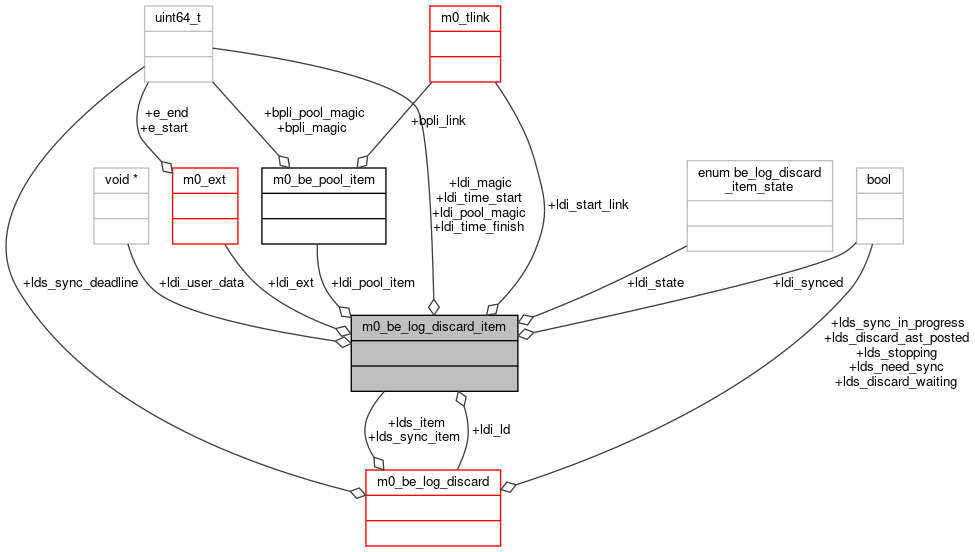 uint64_t
m0_tlink
+e_end
+e_start
+bpli_pool_magic
+bpli_magic
+bpli_link
void *
m0_ext
m0_be_pool_item
+ldi_magic
+ldi_time_start
+ldi_pool_magic
+ldi_time_finish
+ldi_start_link
enum be_log_discard
_item_state
bool
+lds_sync_deadline
+ldi_user_data
+ldi_ext
+ldi_pool_item
+ldi_state
+ldi_synced
m0_be_log_discard_item
+lds_sync_in_progress
+lds_discard_ast_posted
+lds_stopping
+lds_need_sync
+lds_discard_waiting
+lds_item
+lds_sync_item
+ldi_ld
m0_be_log_discard